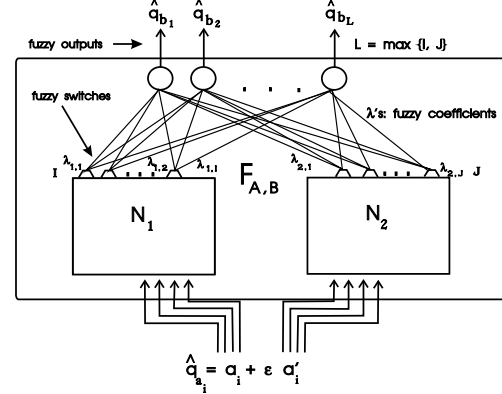 q̂b1 q̂b2 q̂bL
fuzzy outputs L = max {I, J}
fuzzy switches λ's: fuzzy coefficients
I λ1,1 λ1,2 λ1,I FA,B λ2,1 λ2,J J
N1 N2
q̂ai = ai + ε a′i